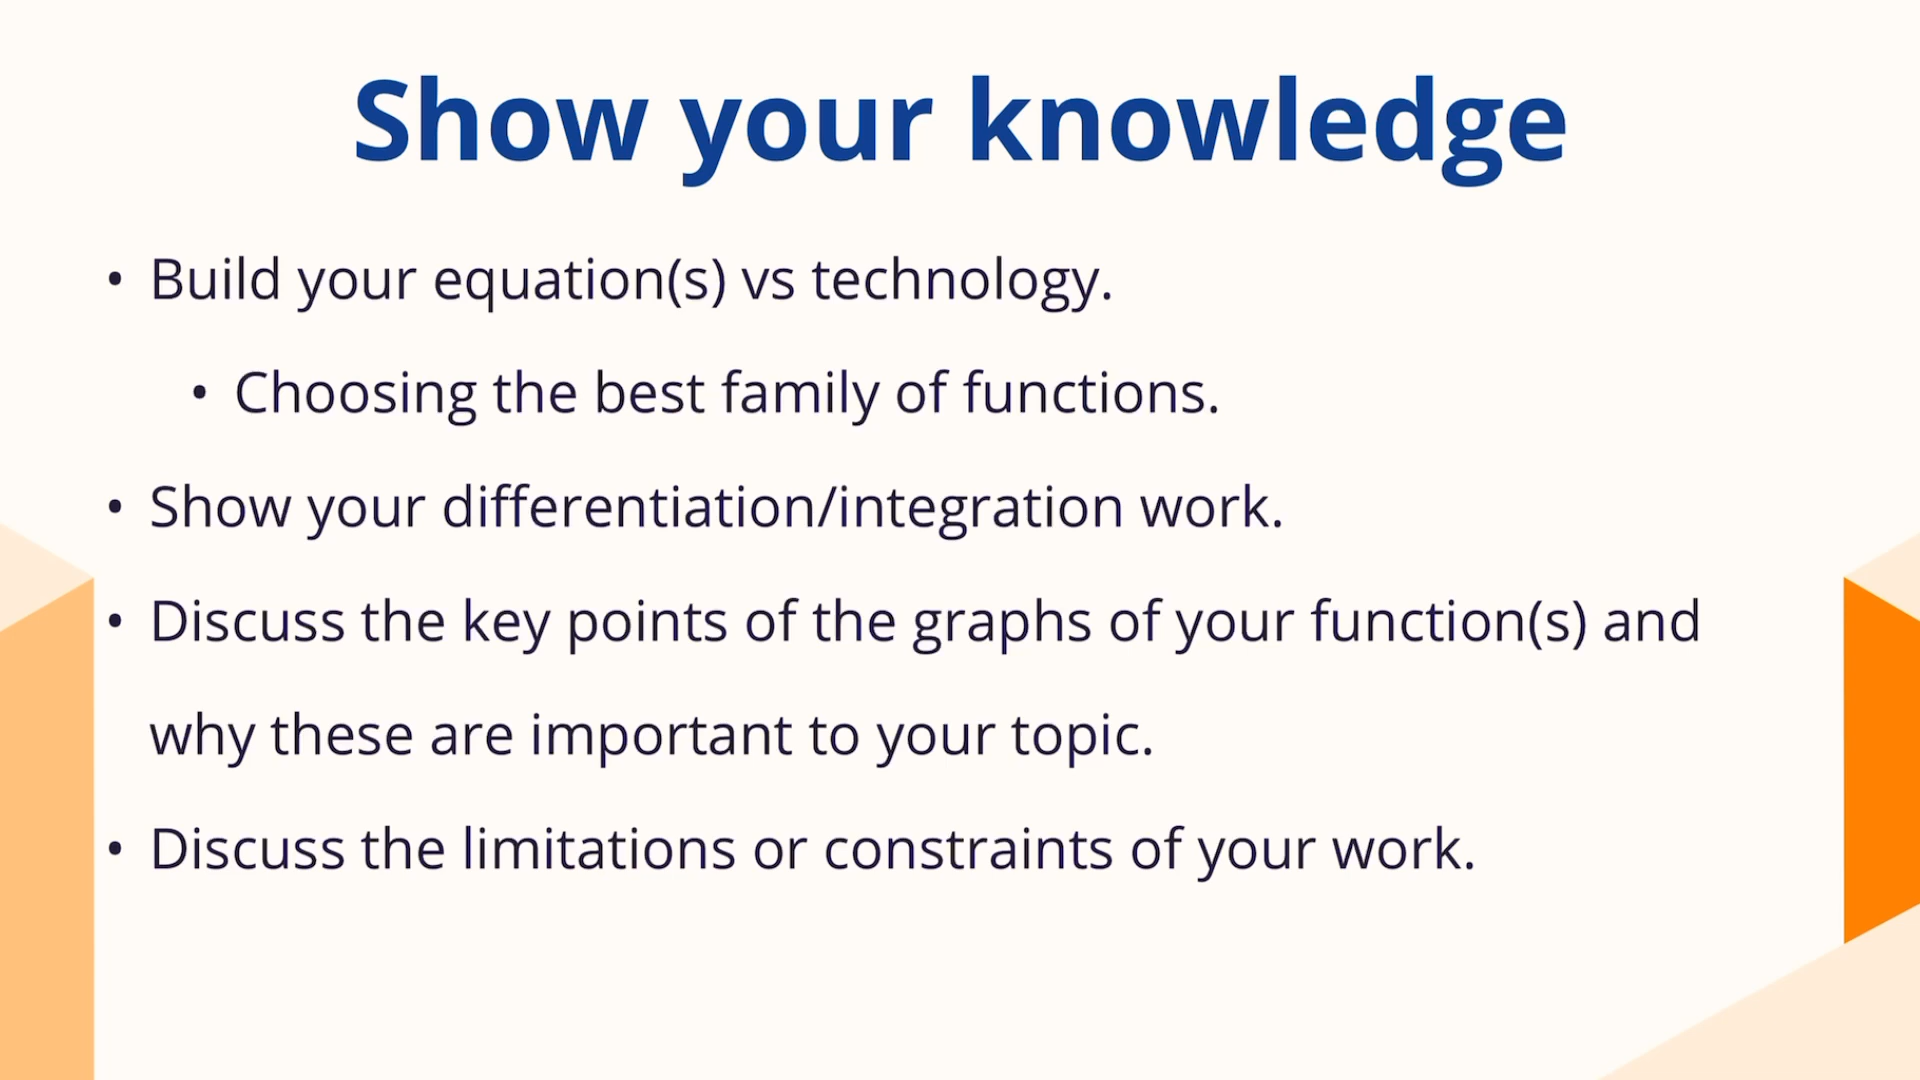 Show your knowledge
• Build your equation(s) vs technology.
• Choosing the best family of functions.
• Show your differentiation/integration work.
• Discuss the key points of the graphs of your function(s) and
why these are important to your topic.
• Discuss the limitations or constraints of your work.